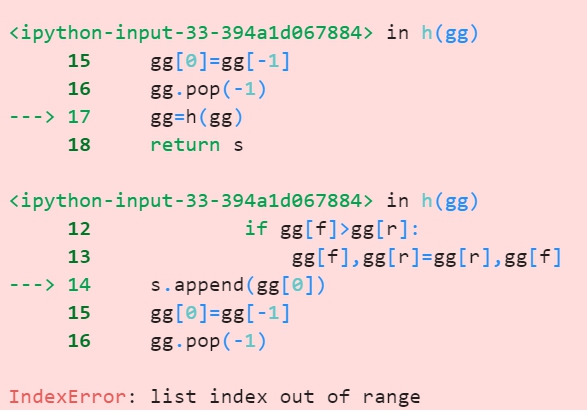 <ipython-input-33-394a1d067884> in h(gg)
     15     gg[0]=gg[-1]
     16     gg.pop(-1)
---> 17     gg=h(gg)
     18     return s
<ipython-input-33-394a1d067884> in h(gg)
     12             if gg[f]>gg[r]:
     13                 gg[f],gg[r]=gg[r],gg[f]
---> 14     s.append(gg[0])
     15     gg[0]=gg[-1]
     16     gg.pop(-1)
IndexError: list index out of range